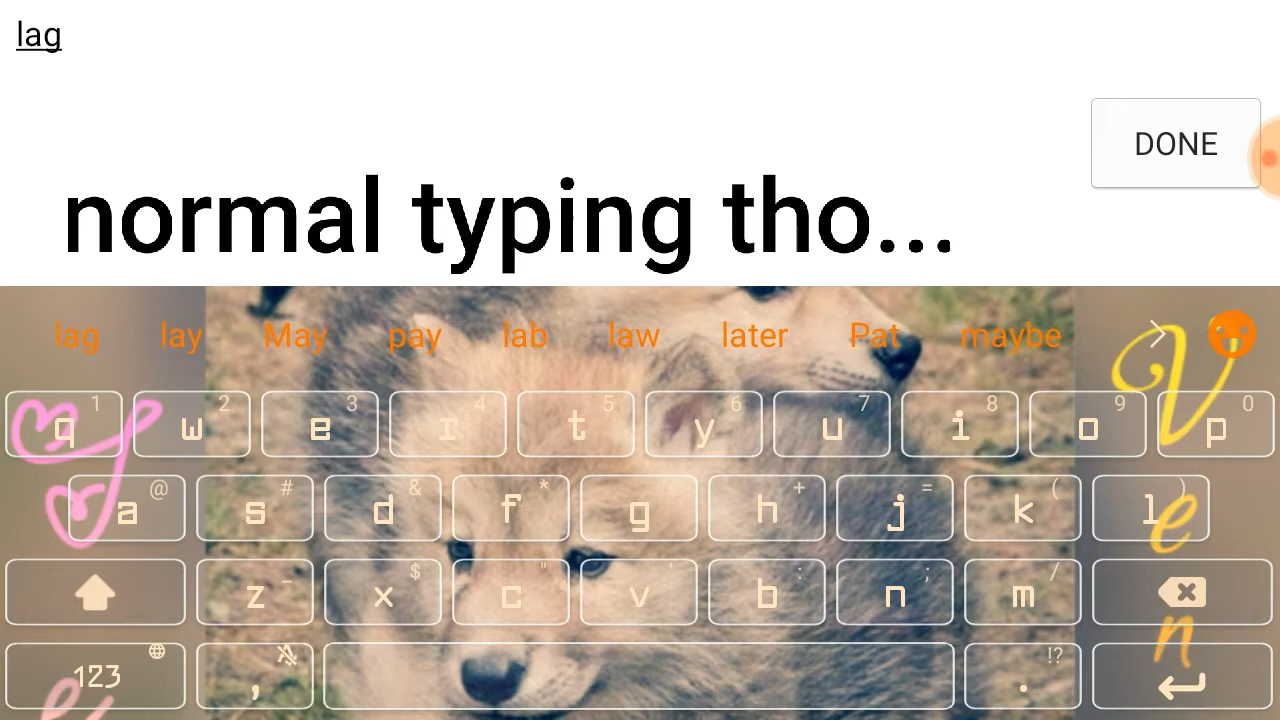 lag
DONE
normal typing tho...
lag lay May pay lab law later Pat maybe
q 1 w 2 e 3 r 4 t 5 y 6 u 7 i 8 o 9 p 0
a @ s # d & f * g h + j = k ( l )
z - x $ c " v ' b : n ; m /
123 , . !?
V
e
n